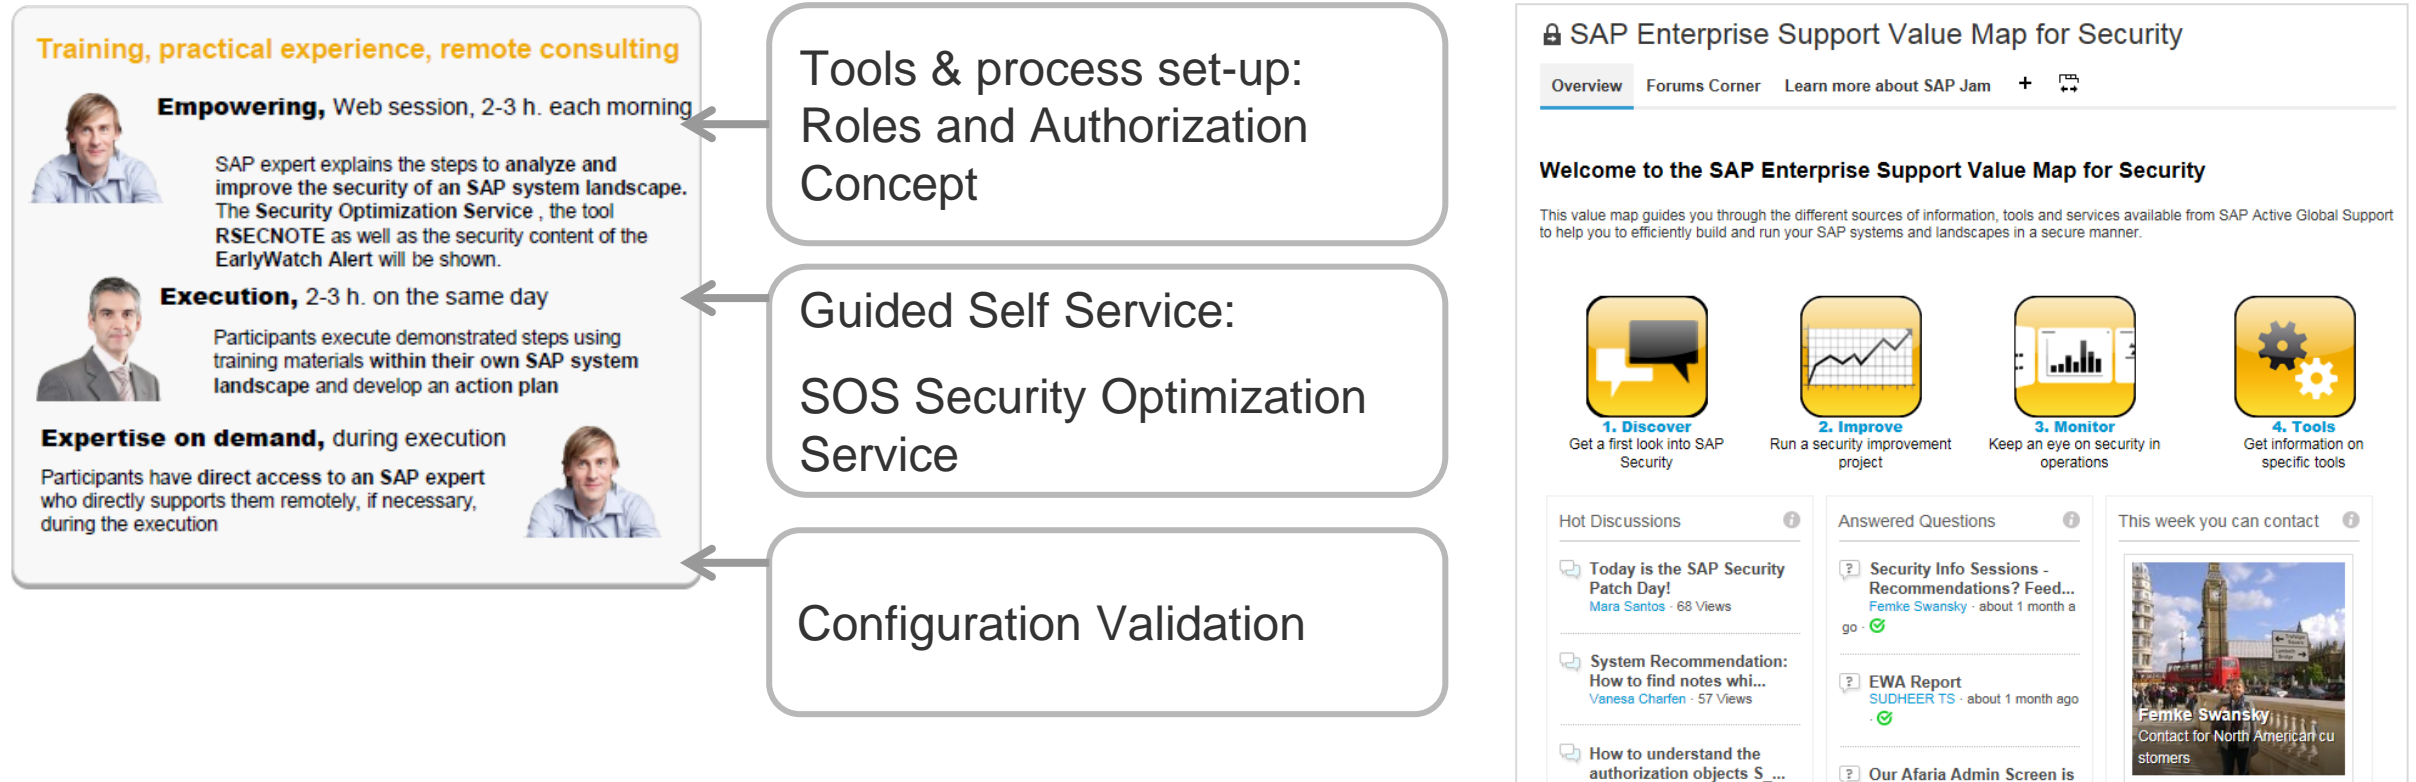 Training, practical experience, remote consulting
Empowering, Web session, 2-3 h. each morning
SAP expert explains the steps to analyze and
improve the security of an SAP system landscape.
The Security Optimization Service , the tool
RSECNOTE as well as the security content of the
EarlyWatch Alert will be shown.
Execution, 2-3 h. on the same day
Participants execute demonstrated steps using
training materials within their own SAP system
landscape and develop an action plan
Expertise on demand, during execution
Participants have direct access to an SAP expert
who directly supports them remotely, if necessary,
during the execution
Tools & process set-up:
Roles and Authorization
Concept
Guided Self Service:
SOS Security Optimization
Service
Configuration Validation
SAP Enterprise Support Value Map for Security
Overview Forums Corner Learn more about SAP Jam +
Welcome to the SAP Enterprise Support Value Map for Security
This value map guides you through the different sources of information, tools and services available from SAP Active Global Support
to help you to efficiently build and run your SAP systems and landscapes in a secure manner.
1. Discover
Get a first look into SAP
Security
2. Improve
Run a security improvement
project
3. Monitor
Keep an eye on security in
operations
4. Tools
Get information on
specific tools
Hot Discussions
Today is the SAP Security
Patch Day!
Mara Santos · 68 Views
System Recommendation:
How to find notes whi...
Vanesa Charfen · 57 Views
How to understand the
authorization objects S_...
Answered Questions
Security Info Sessions -
Recommendations? Feed...
Femke Swansky · about 1 month a
go ·
EWA Report
SUDHEER TS · about 1 month ago
·
Our Afaria Admin Screen is
This week you can contact
Femke Swansky
Contact for North American cu
stomers